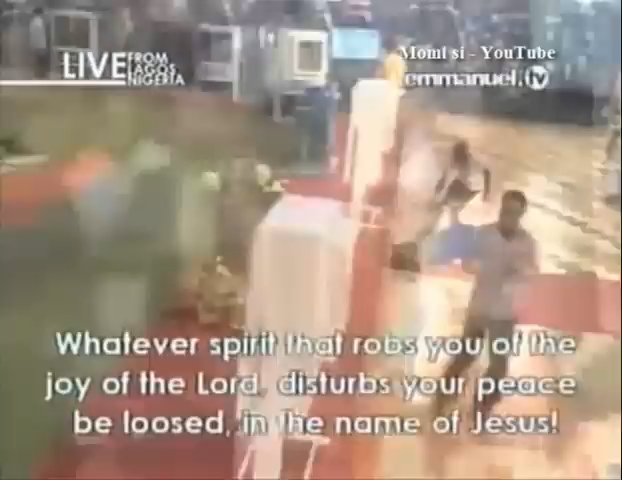 LIVE FROM LAGOS, NIGERIA
Momi si - YouTube
emmanuel.tv
Whatever spirit that robs you of the
joy of the Lord, disturbs your peace
be loosed, in the name of Jesus!